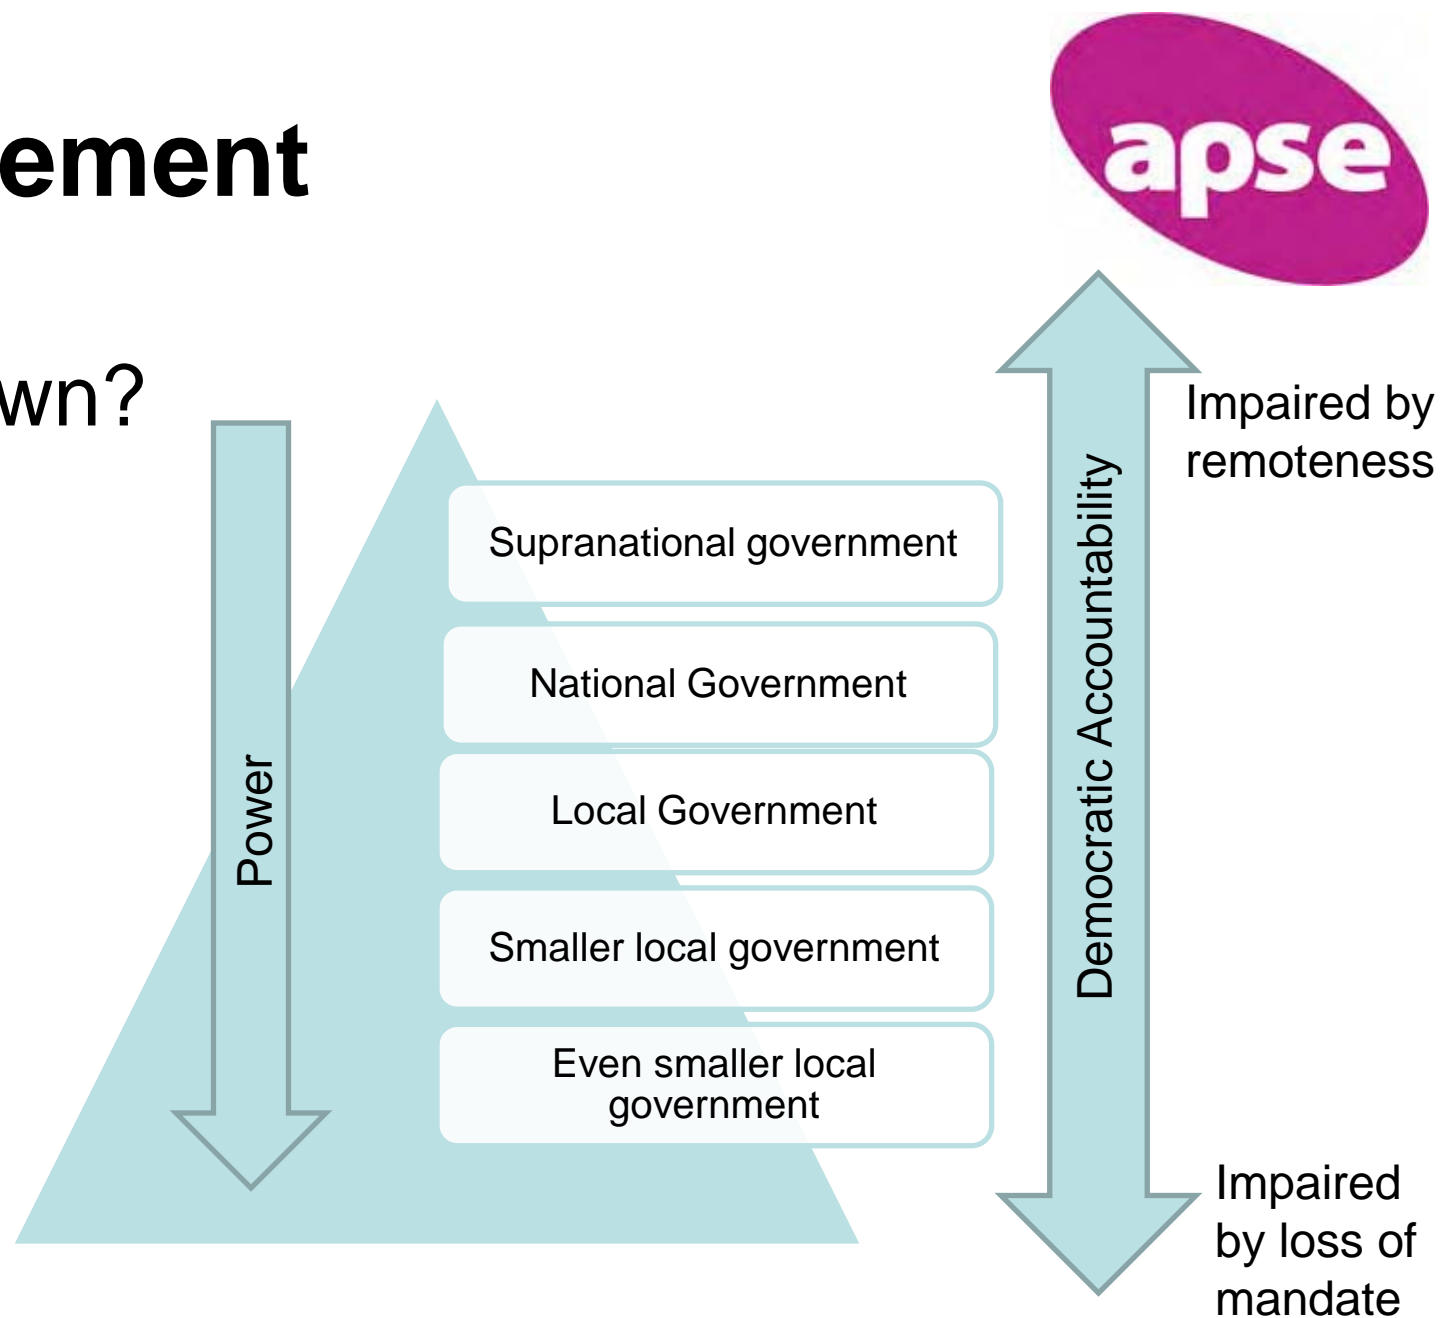 apse
ement
wn?
Impaired by
remoteness
Supranational government
National Government
Local Government
Smaller local government
Even smaller local
government
Power
Democratic Accountability
Impaired
by loss of
mandate